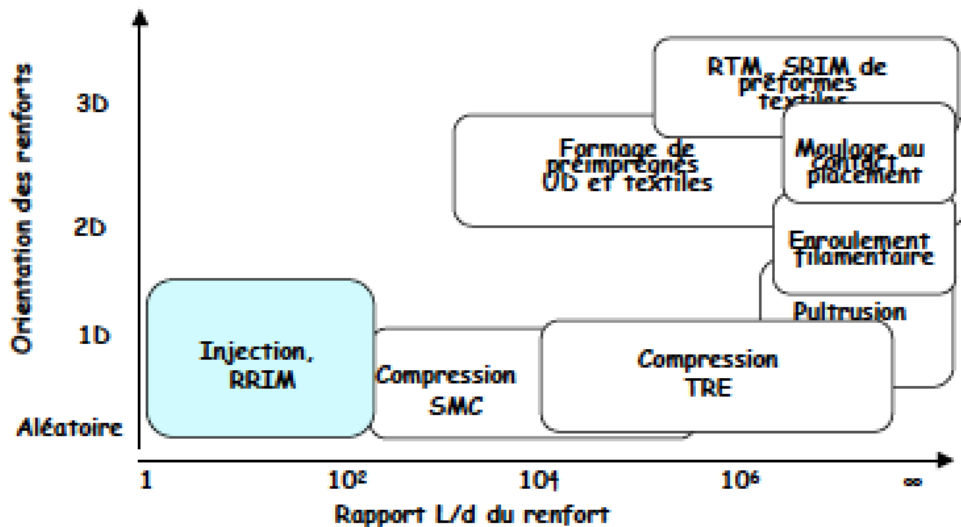 Orientation des renforts
3D
2D
1D
Aléatoire
RTM, SRIM de
préformes
textiles
Formage de
préimprégnés
UD et textiles
Moulage au
contact
placement
Enroulement
filamentaire
Pultrusion
Injection,
RRIM
Compression
SMC
Compression
TRE
1
10²
10⁴
10⁶
∞
Rapport L/d du renfort